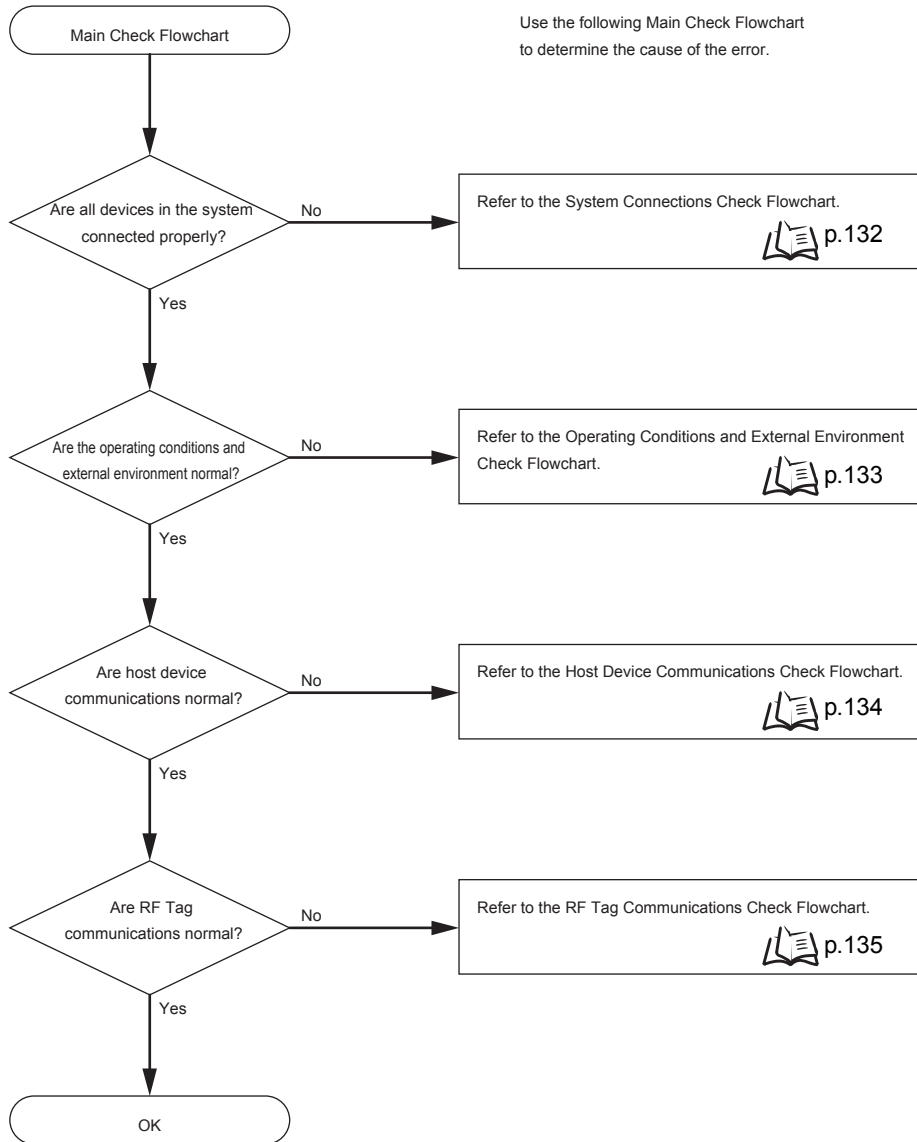 Main Check Flowchart
Use the following Main Check Flowchart
to determine the cause of the error.
Are all devices in the system
connected properly?
No
Refer to the System Connections Check Flowchart.
p.132
Yes
Are the operating conditions and
external environment normal?
No
Refer to the Operating Conditions and External Environment
Check Flowchart.
p.133
Yes
Are host device
communications normal?
No
Refer to the Host Device Communications Check Flowchart.
p.134
Yes
Are RF Tag
communications normal?
No
Refer to the RF Tag Communications Check Flowchart.
p.135
Yes
OK